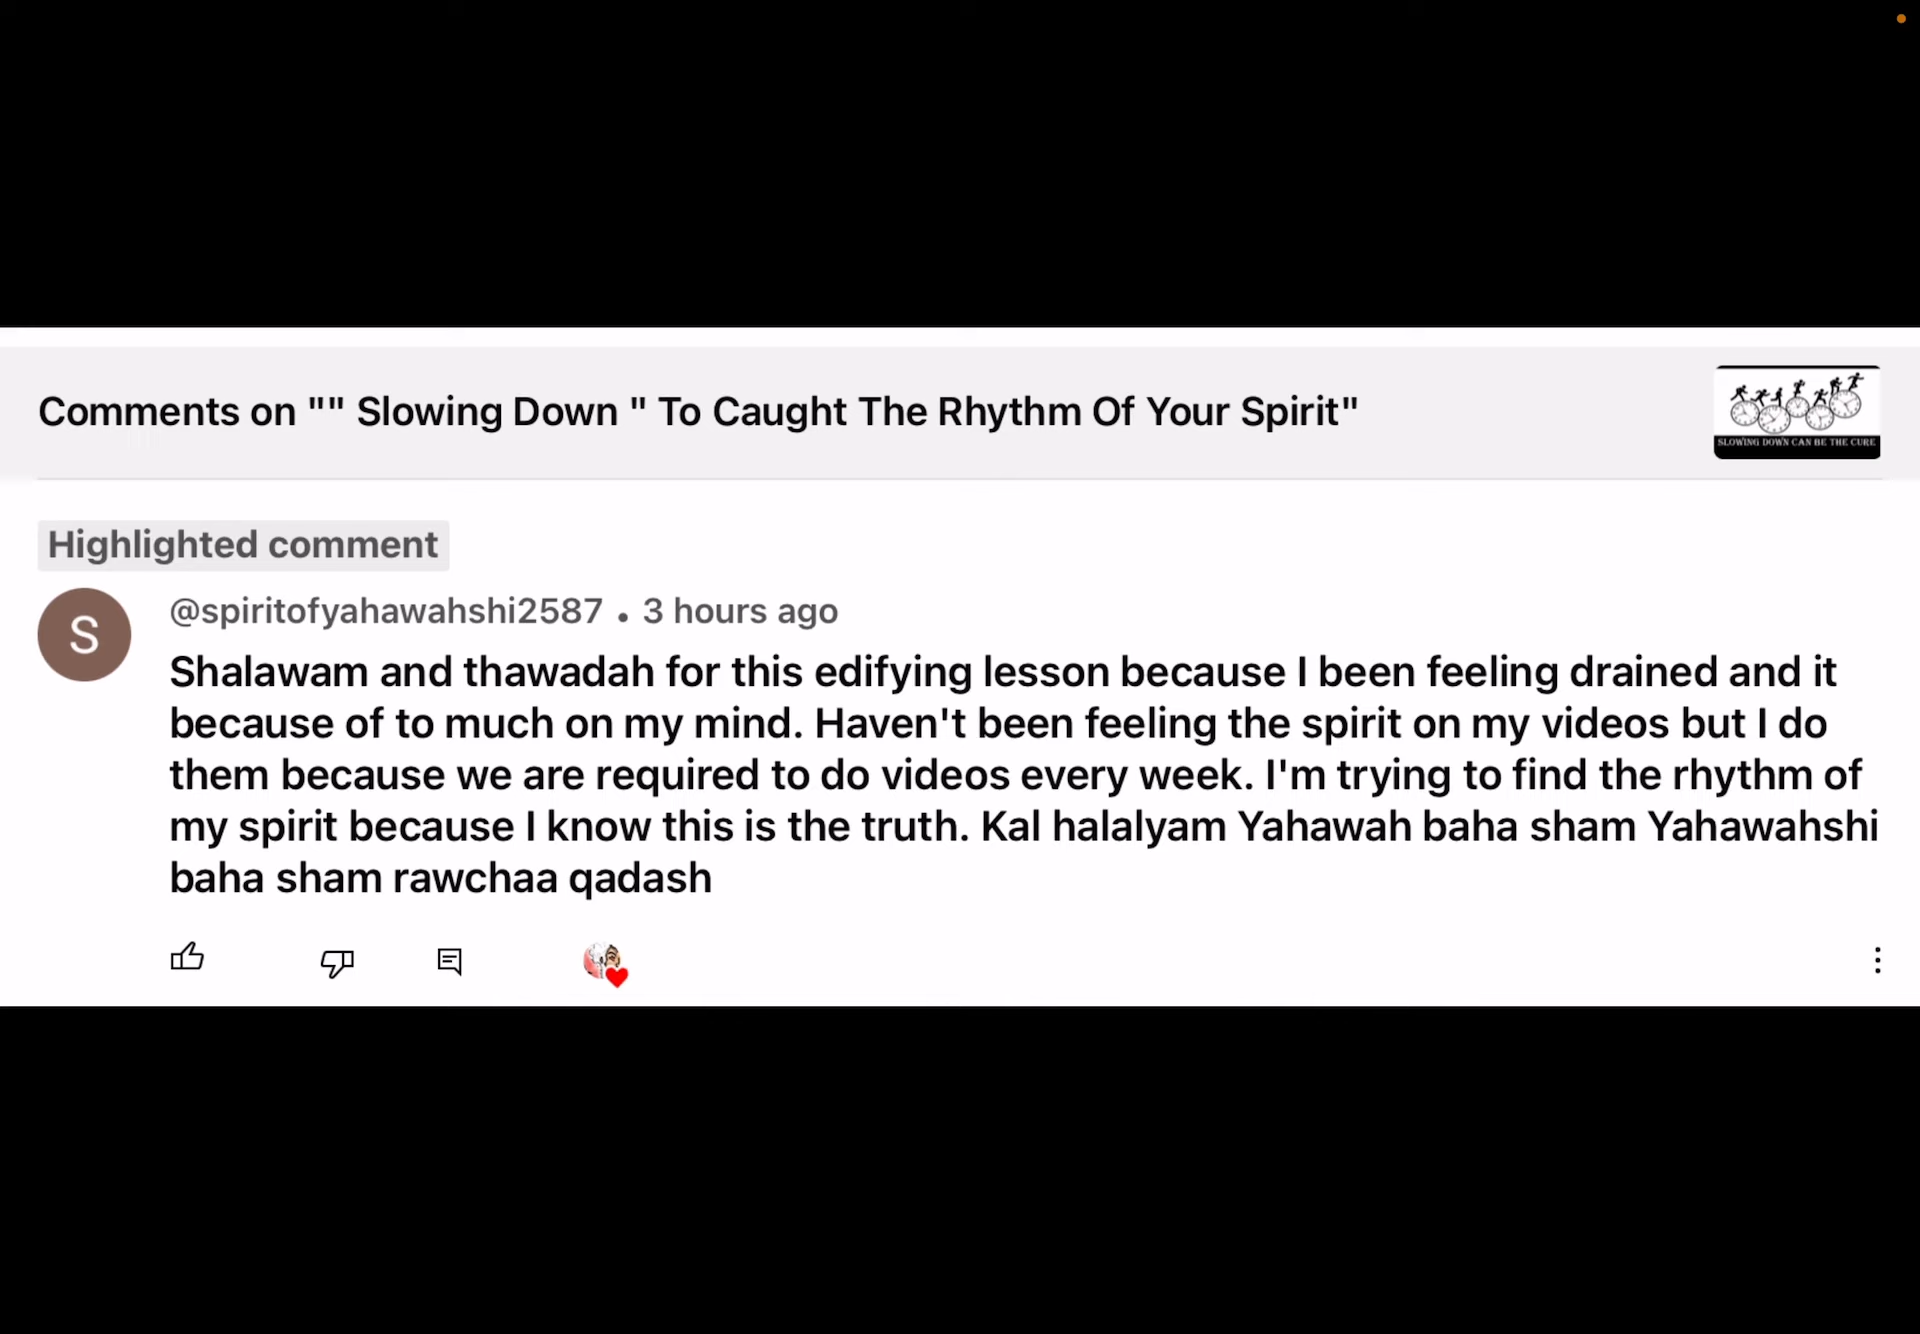 Comments on "" Slowing Down " To Caught The Rhythm Of Your Spirit"
SLOWING DOWN CAN BE THE CURE
Highlighted comment
S
@spiritofyahawahshi2587 • 3 hours ago
Shalawam and thawadah for this edifying lesson because I been feeling drained and it
because of to much on my mind. Haven't been feeling the spirit on my videos but I do
them because we are required to do videos every week. I'm trying to find the rhythm of
my spirit because I know this is the truth. Kal halalyam Yahawah baha sham Yahawahshi
baha sham rawchaa qadash